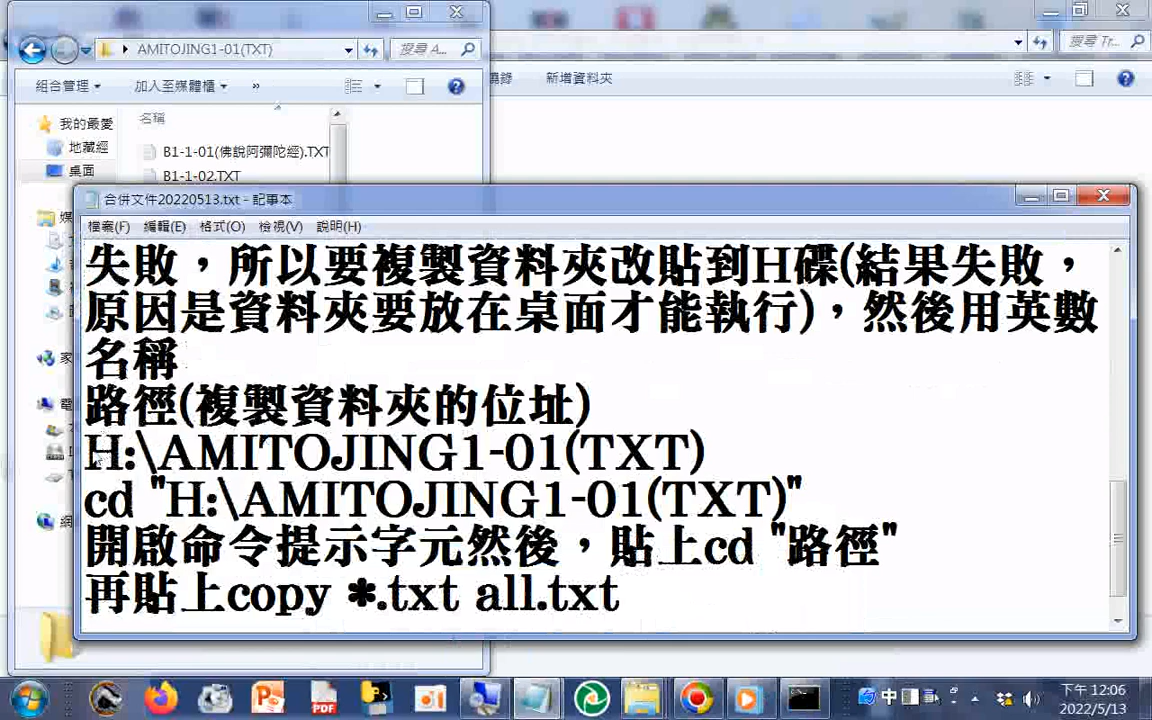 AMITOJING1-01(TXT)
搜尋 A...
搜尋 Tr...
組合管理
加入至媒體櫃
»
燒錄
新增資料夾
我的最愛
名稱
地藏經
B1-1-01(佛說阿彌陀經).TXT
桌面
B1-1-02.TXT
合併文件20220513.txt - 記事本
檔案(F) 編輯(E) 格式(O) 檢視(V) 說明(H)
失敗，所以要複製資料夾改貼到H碟(結果失敗，
原因是資料夾要放在桌面才能執行)，然後用英數
名稱
路徑(複製資料夾的位址)
H:\AMITOJING1-01(TXT)
cd "H:\AMITOJING1-01(TXT)"
開啟命令提示字元然後，貼上cd "路徑"
再貼上copy *.txt all.txt
PDF
中
下午 12:06
2022/5/13